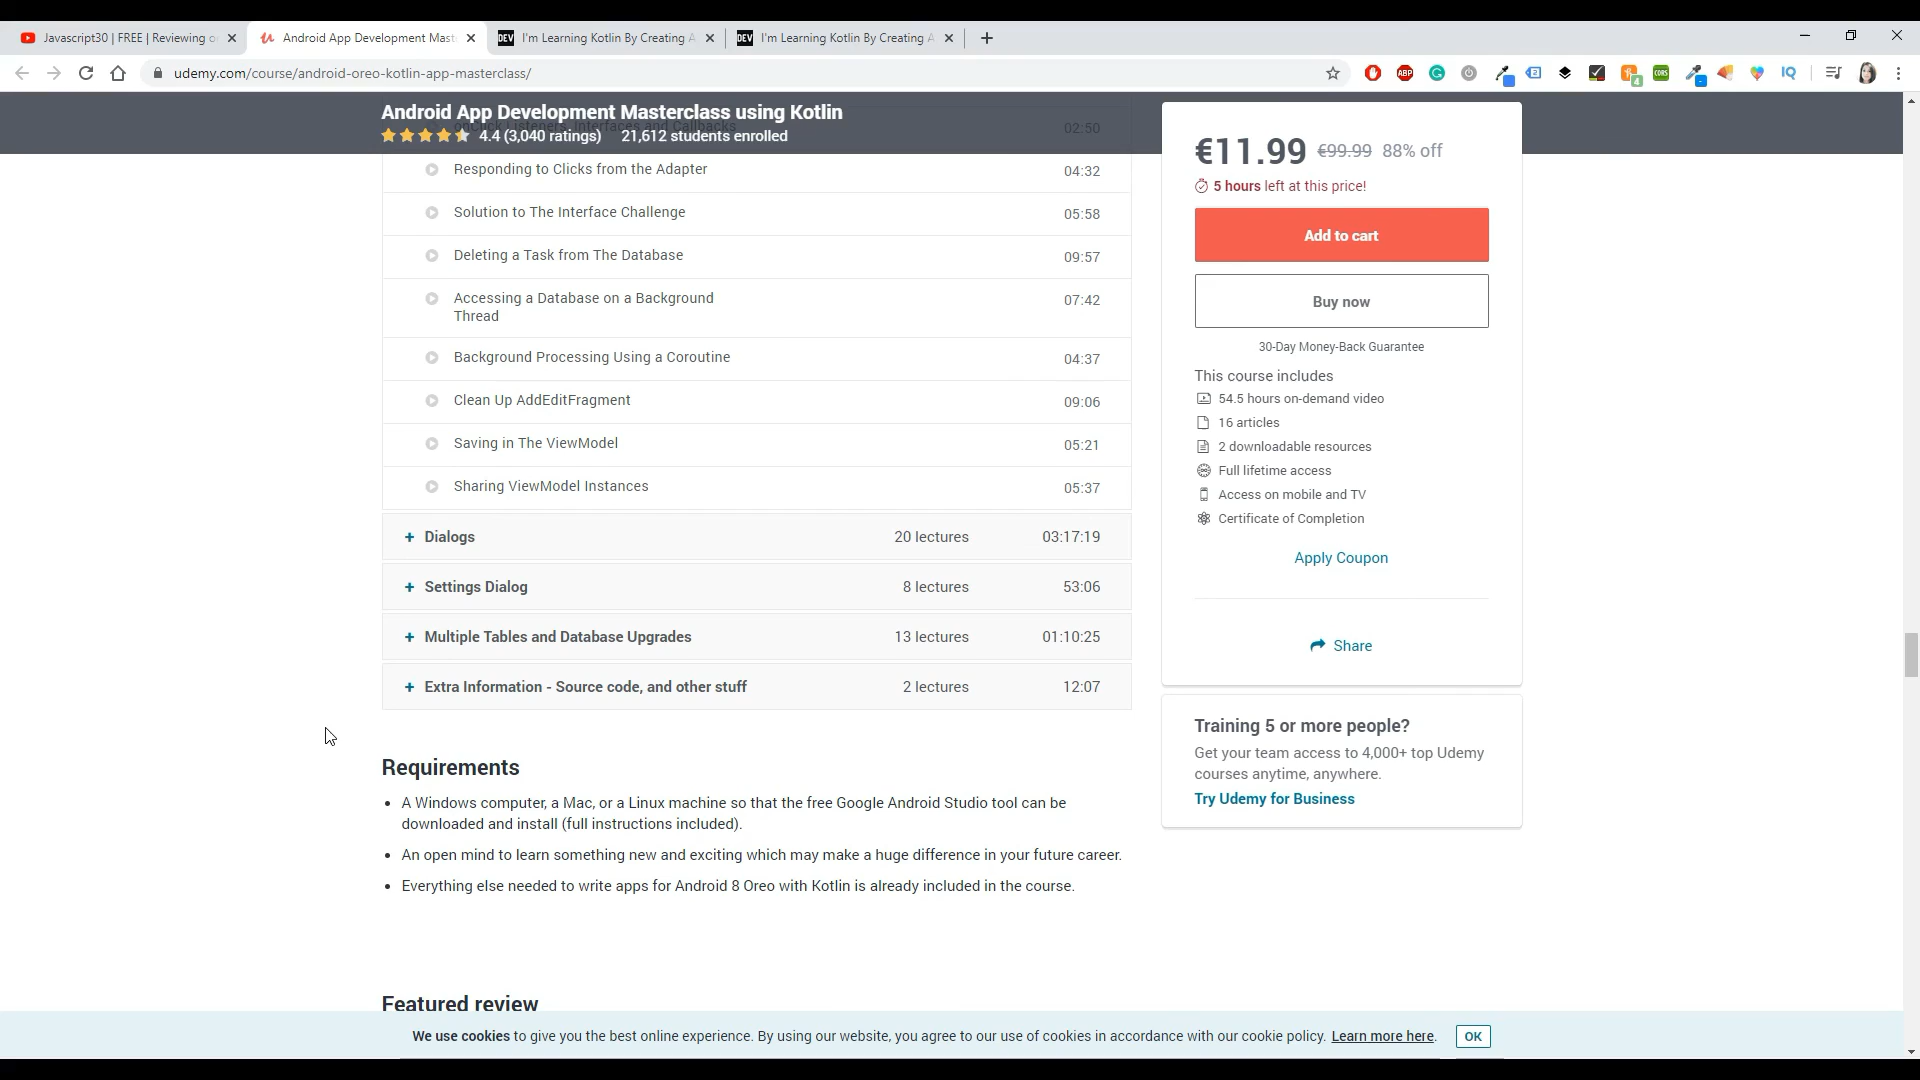 Javascript30 | FREE | Reviewing o
Android App Development Mast
I'm Learning Kotlin By Creating A
I'm Learning Kotlin By Creating A
udemy.com/course/android-oreo-kotlin-app-masterclass/
Android App Development Masterclass using Kotlin
4.4 (3,040 ratings) 21,612 students enrolled
onClick Listeners, Interfaces and Callbacks 02:50
Responding to Clicks from the Adapter 04:32
Solution to The Interface Challenge 05:58
Deleting a Task from The Database 09:57
Accessing a Database on a Background
Thread 07:42
Background Processing Using a Coroutine 04:37
Clean Up AddEditFragment 09:06
Saving in The ViewModel 05:21
Sharing ViewModel Instances 05:37
+ Dialogs 20 lectures 03:17:19
+ Settings Dialog 8 lectures 53:06
+ Multiple Tables and Database Upgrades 13 lectures 01:10:25
+ Extra Information - Source code, and other stuff 2 lectures 12:07
Requirements
• A Windows computer, a Mac, or a Linux machine so that the free Google Android Studio tool can be
downloaded and install (full instructions included).
• An open mind to learn something new and exciting which may make a huge difference in your future career.
• Everything else needed to write apps for Android 8 Oreo with Kotlin is already included in the course.
Featured review
€11.99 €99.99 88% off
5 hours left at this price!
Add to cart
Buy now
30-Day Money-Back Guarantee
This course includes
54.5 hours on-demand video
16 articles
2 downloadable resources
Full lifetime access
Access on mobile and TV
Certificate of Completion
Apply Coupon
Share
Training 5 or more people?
Get your team access to 4,000+ top Udemy
courses anytime, anywhere.
Try Udemy for Business
We use cookies to give you the best online experience. By using our website, you agree to our use of cookies in accordance with our cookie policy. Learn more here. OK